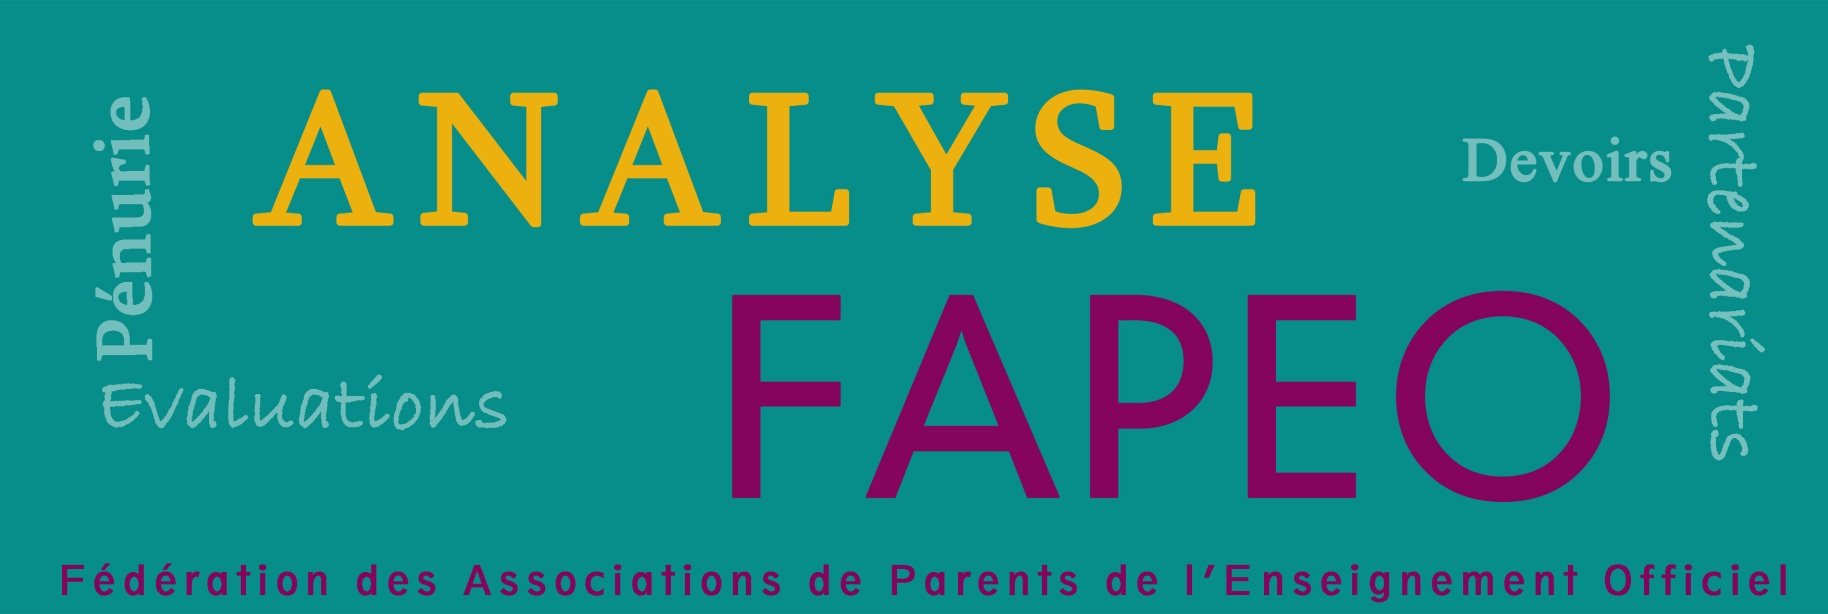 Pénurie
ANALYSE
Devoirs
Partenariats
Evaluations
FAPEO
Fédération des Associations de Parents de l'Enseignement Officiel